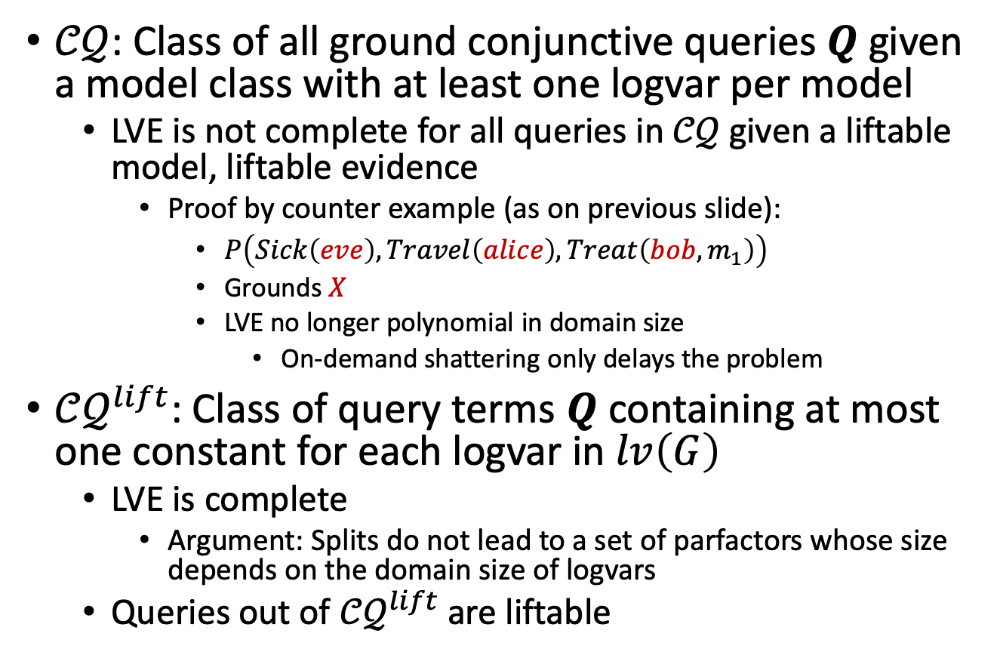 • 𝒞𝒬: Class of all ground conjunctive queries 𝑸 given
a model class with at least one logvar per model
• LVE is not complete for all queries in 𝒞𝒬 given a liftable
model, liftable evidence
• Proof by counter example (as on previous slide):
• 𝑃(𝑆𝑖𝑐𝑘(𝑒𝑣𝑒), 𝑇𝑟𝑎𝑣𝑒𝑙(𝑎𝑙𝑖𝑐𝑒), 𝑇𝑟𝑒𝑎𝑡(𝑏𝑜𝑏, 𝑚₁))
• Grounds 𝑋
• LVE no longer polynomial in domain size
• On-demand shattering only delays the problem
• 𝒞𝒬^{𝑙𝑖𝑓𝑡}: Class of query terms 𝑸 containing at most
one constant for each logvar in 𝑙𝑣(𝐺)
• LVE is complete
• Argument: Splits do not lead to a set of parfactors whose size
depends on the domain size of logvars
• Queries out of 𝒞𝒬^{𝑙𝑖𝑓𝑡} are liftable